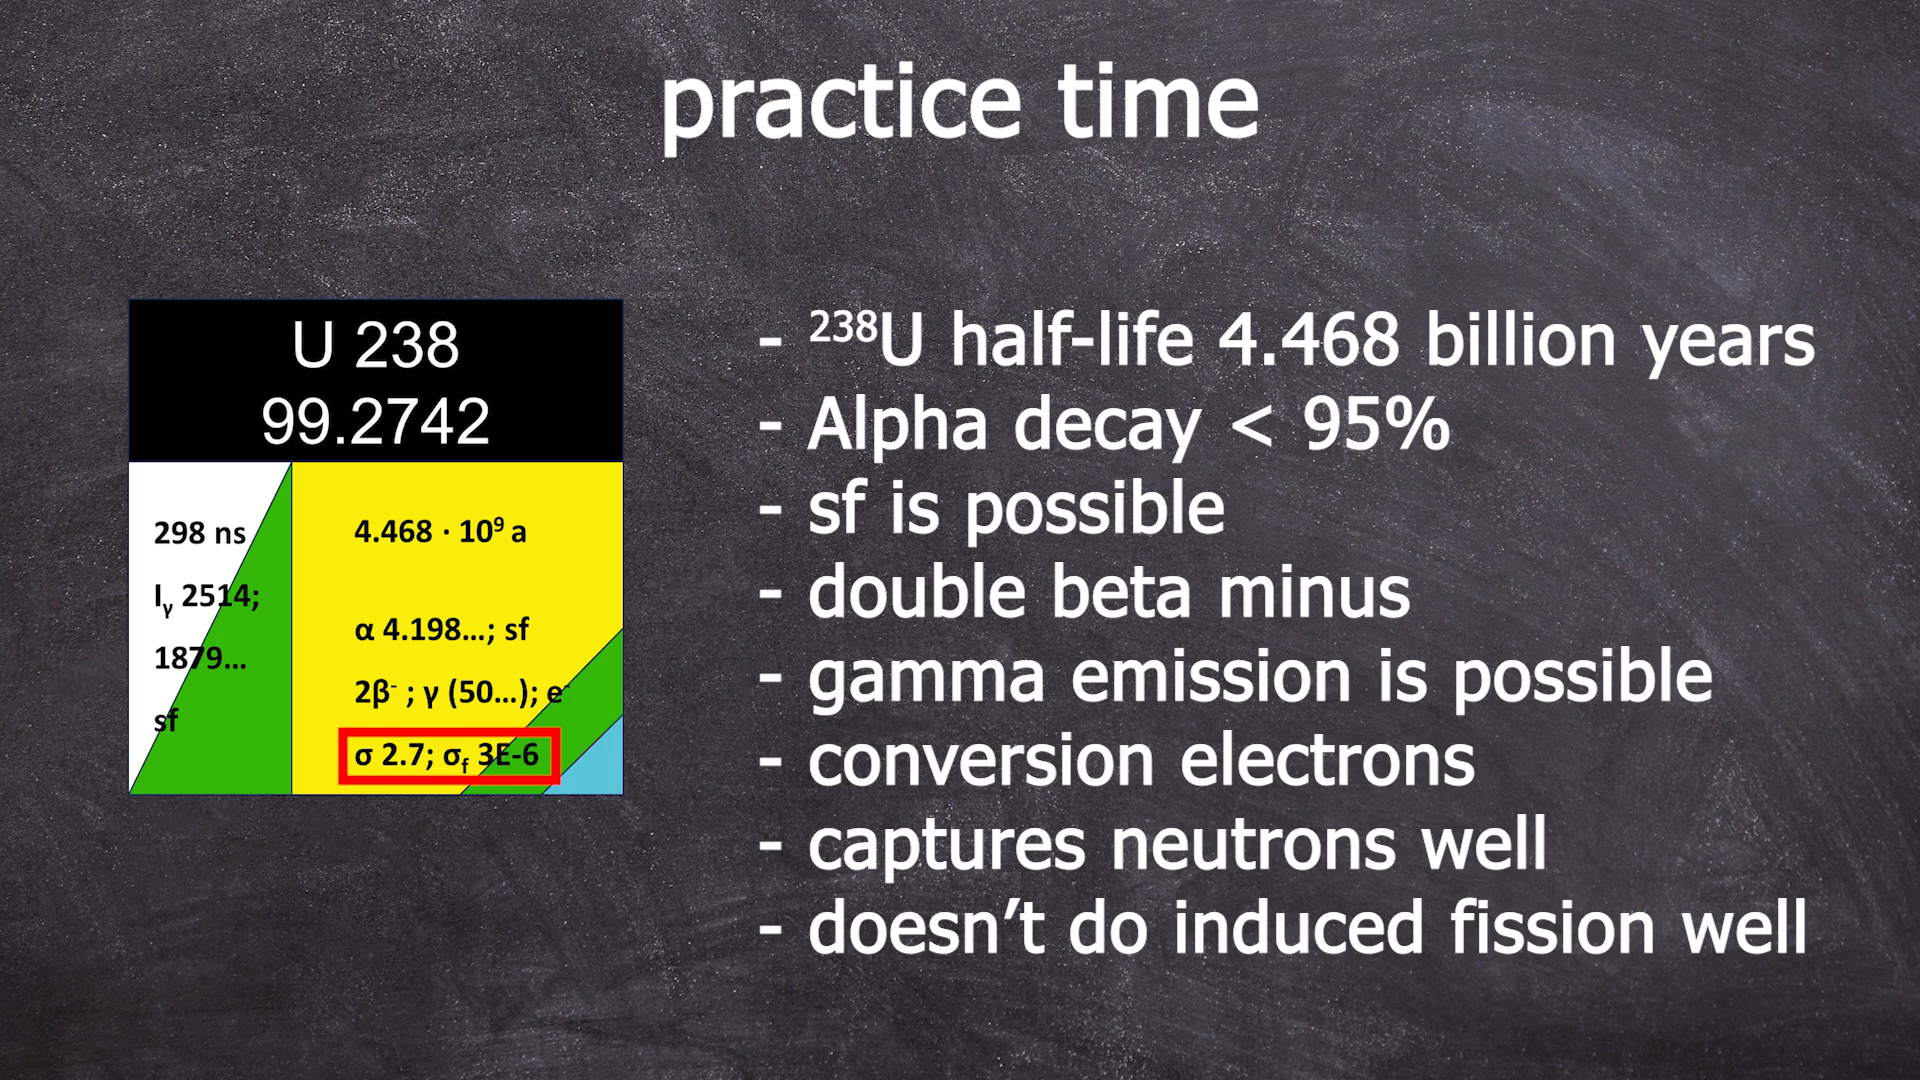 practice time
U 238
99.2742
298 ns
Iγ 2514;
1879...
sf
4.468 · 10⁹ a
α 4.198...; sf
2β⁻ ; γ (50...); e⁻
σ 2.7; σf 3E-6
- ²³⁸U half-life 4.468 billion years
- Alpha decay < 95%
- sf is possible
- double beta minus
- gamma emission is possible
- conversion electrons
- captures neutrons well
- doesn’t do induced fission well